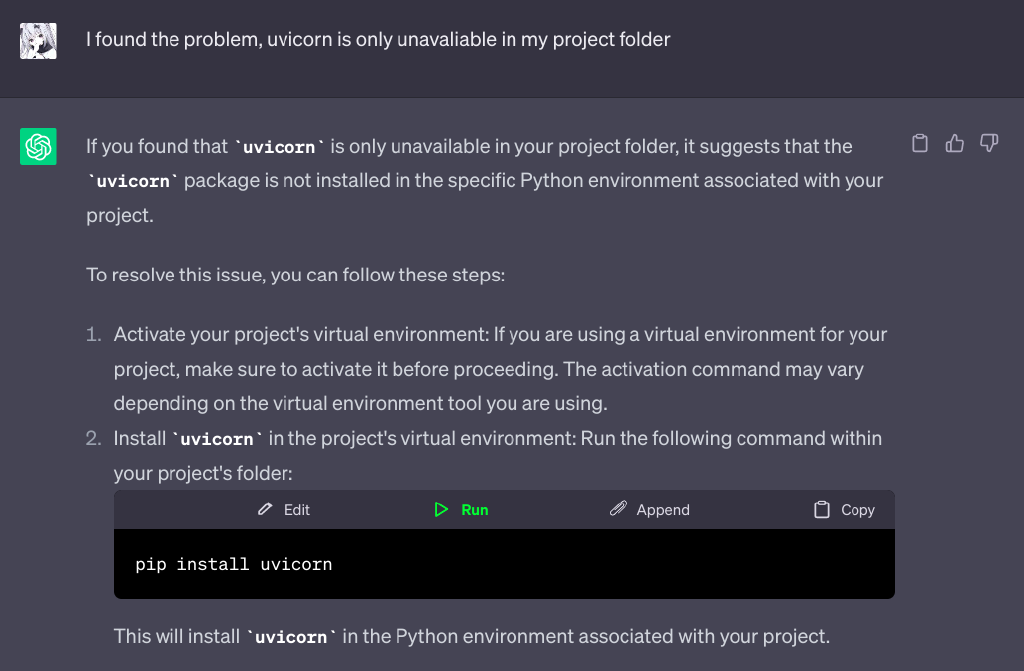 I found the problem, uvicorn is only unavaliable in my project folder
If you found that `uvicorn` is only unavailable in your project folder, it suggests that the
`uvicorn` package is not installed in the specific Python environment associated with your
project.
To resolve this issue, you can follow these steps:
1. Activate your project's virtual environment: If you are using a virtual environment for your
project, make sure to activate it before proceeding. The activation command may vary
depending on the virtual environment tool you are using.
2. Install `uvicorn` in the project's virtual environment: Run the following command within
your project's folder:
Edit Run Append Copy
pip install uvicorn
This will install `uvicorn` in the Python environment associated with your project.